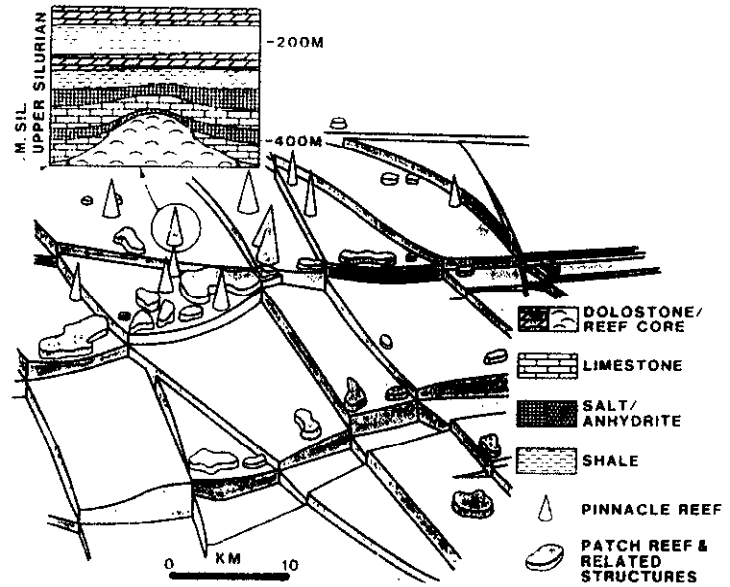 M. SIL.
UPPER SILURIAN
-200M
-400M
DOLOSTONE/
REEF CORE
LIMESTONE
SALT/
ANHYDRITE
SHALE
PINNACLE REEF
PATCH REEF &
RELATED
STRUCTURES
KM
0 10